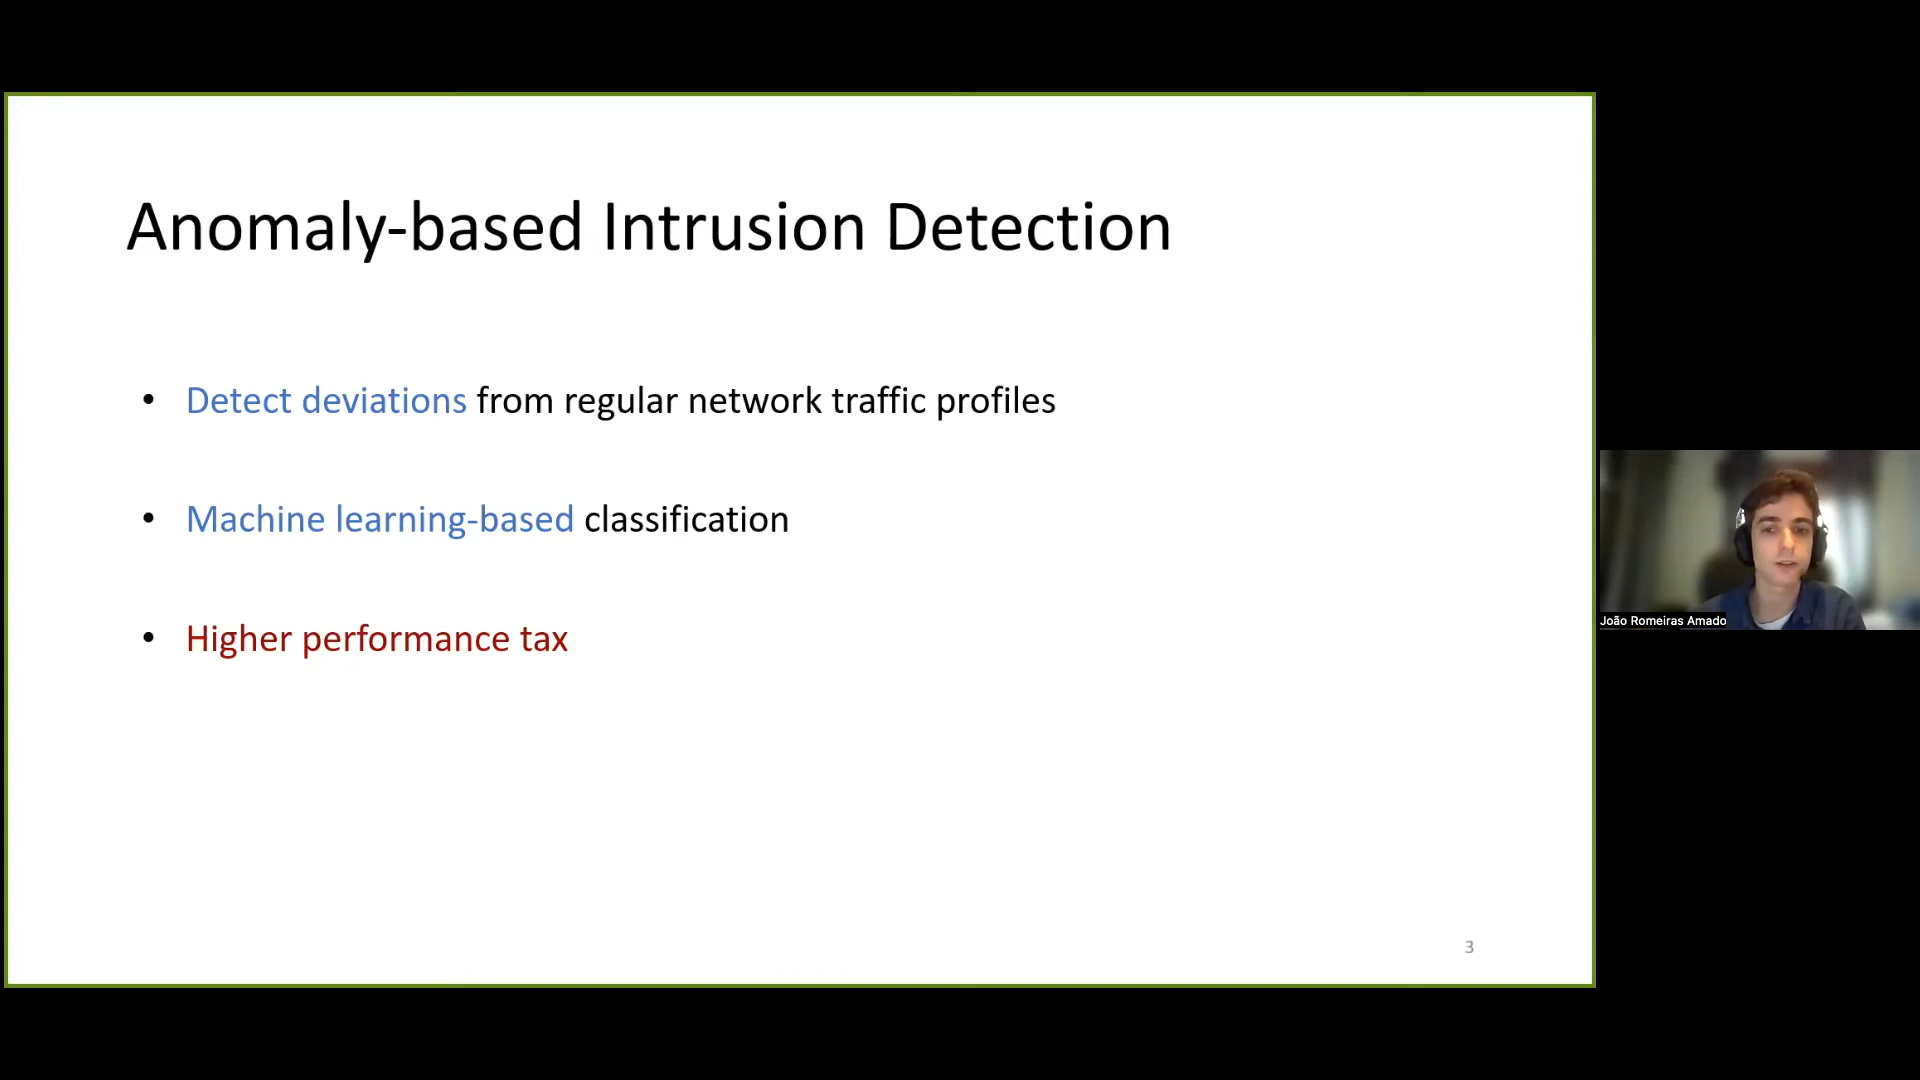 Anomaly-based Intrusion Detection
• Detect deviations from regular network traffic profiles
• Machine learning-based classification
• Higher performance tax
3
João Romeiras Amado